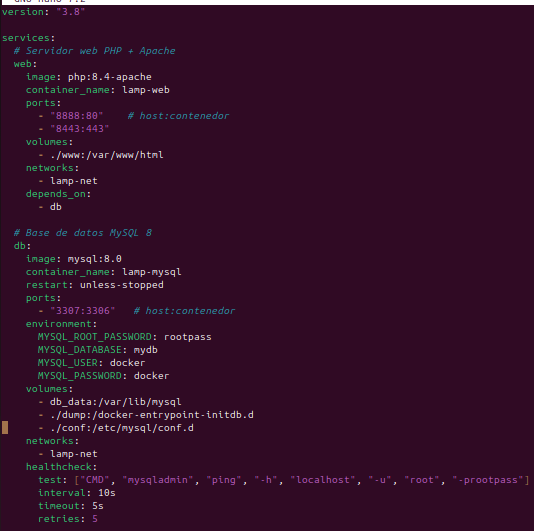 version: "3.8"
services:
  # Servidor web PHP + Apache
  web:
    image: php:8.4-apache
    container_name: lamp-web
    ports:
      - "8888:80"    # host:contenedor
      - "8443:443"
    volumes:
      - ./www:/var/www/html
    networks:
      - lamp-net
    depends_on:
      - db
  # Base de datos MySQL 8
  db:
    image: mysql:8.0
    container_name: lamp-mysql
    restart: unless-stopped
    ports:
      - "3307:3306"   # host:contenedor
    environment:
      MYSQL_ROOT_PASSWORD: rootpass
      MYSQL_DATABASE: mydb
      MYSQL_USER: docker
      MYSQL_PASSWORD: docker
    volumes:
      - db_data:/var/lib/mysql
      - ./dump:/docker-entrypoint-initdb.d
      - ./conf:/etc/mysql/conf.d
    networks:
      - lamp-net
    healthcheck:
      test: ["CMD", "mysqladmin", "ping", "-h", "localhost", "-u", "root", "-prootpass"]
      interval: 10s
      timeout: 5s
      retries: 5